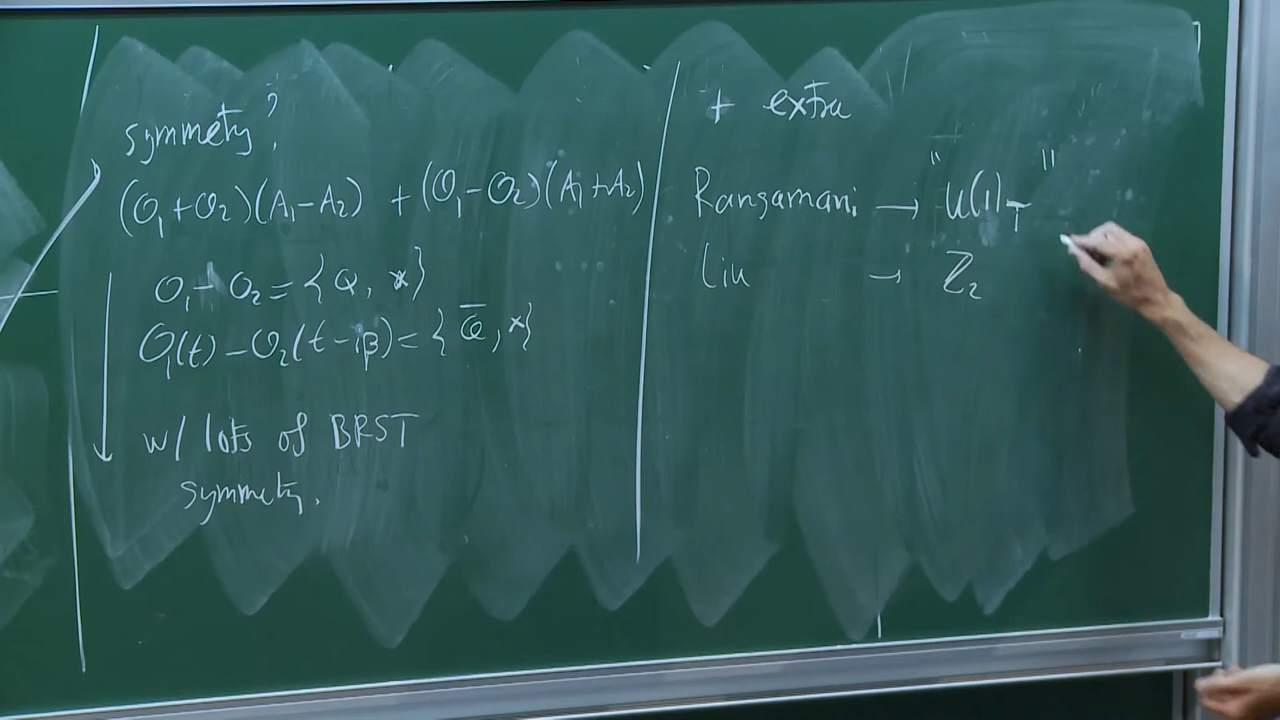 symmetry?
(O₁+O₂)(A₁-A₂) + (O₁-O₂)(A₁+A₂)
O₁ - O₂ = {Q, *}
O₁(t) - O₂(t-iβ) = {Q̅, *}
w/ lots of BRST
symmetry.
+ extra
Rangamani → "U(1)_T"
Liu → ℤ₂